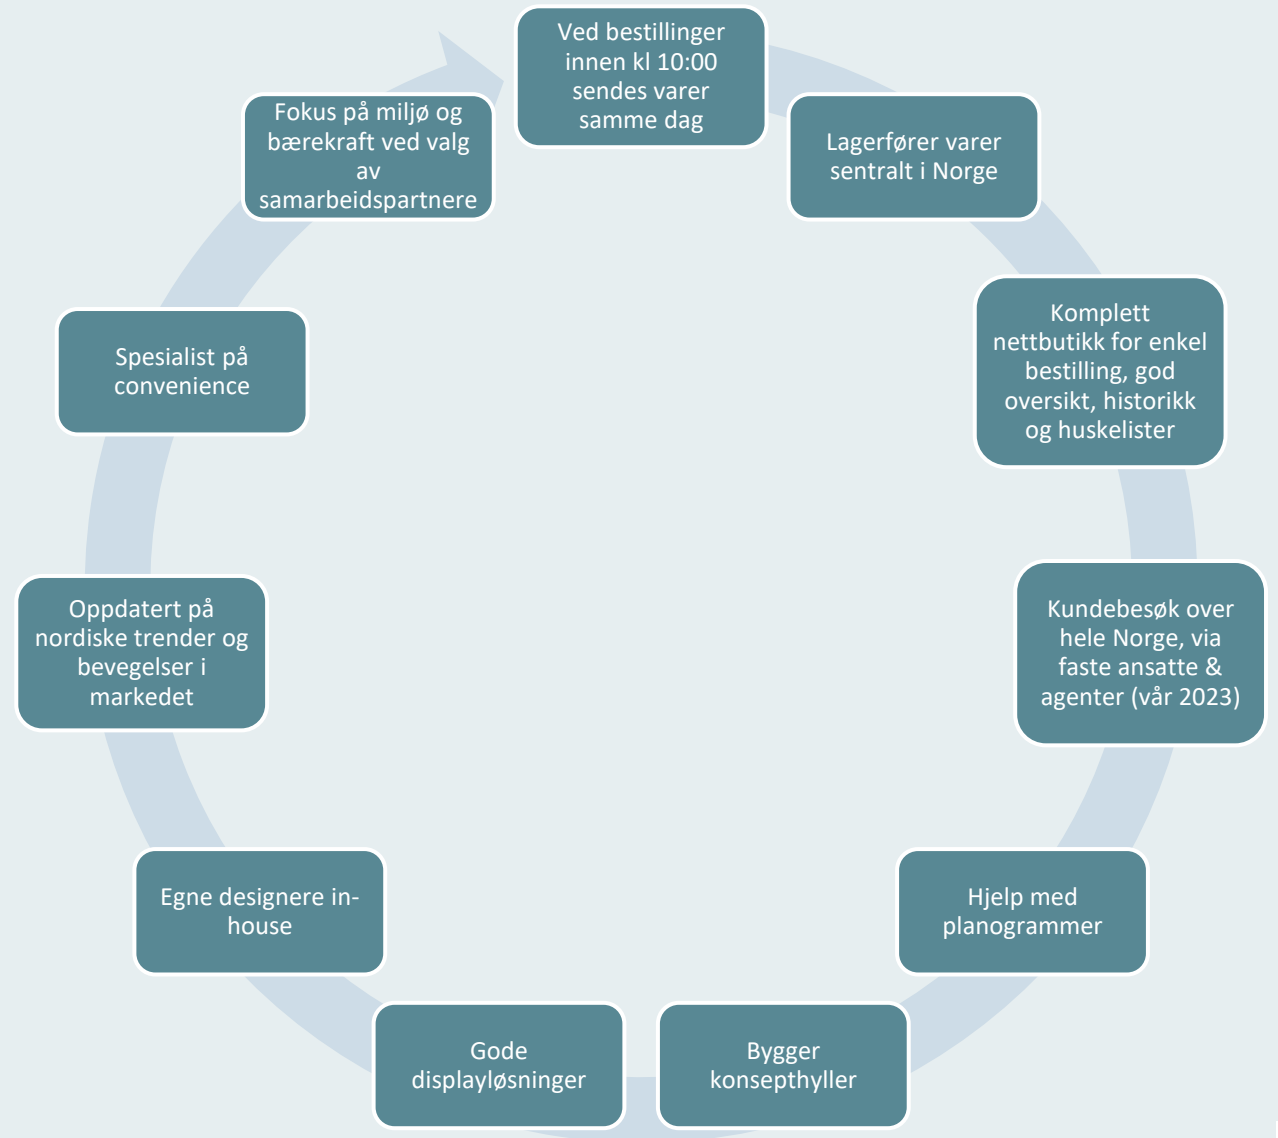 Ved bestillinger
innen kl 10:00
sendes varer
samme dag
Lagerfører varer
sentralt i Norge
Komplett
nettbutikk for enkel
bestilling, god
oversikt, historikk
og huskelister
Kundebesøk over
hele Norge, via
faste ansatte &
agenter (vår 2023)
Hjelp med
planogrammer
Bygger
konsepthyller
Gode
displayløsninger
Egne designere in-
house
Oppdatert på
nordiske trender og
bevegelser i
markedet
Spesialist på
convenience
Fokus på miljø og
bærekraft ved valg
av
samarbeidspartnere